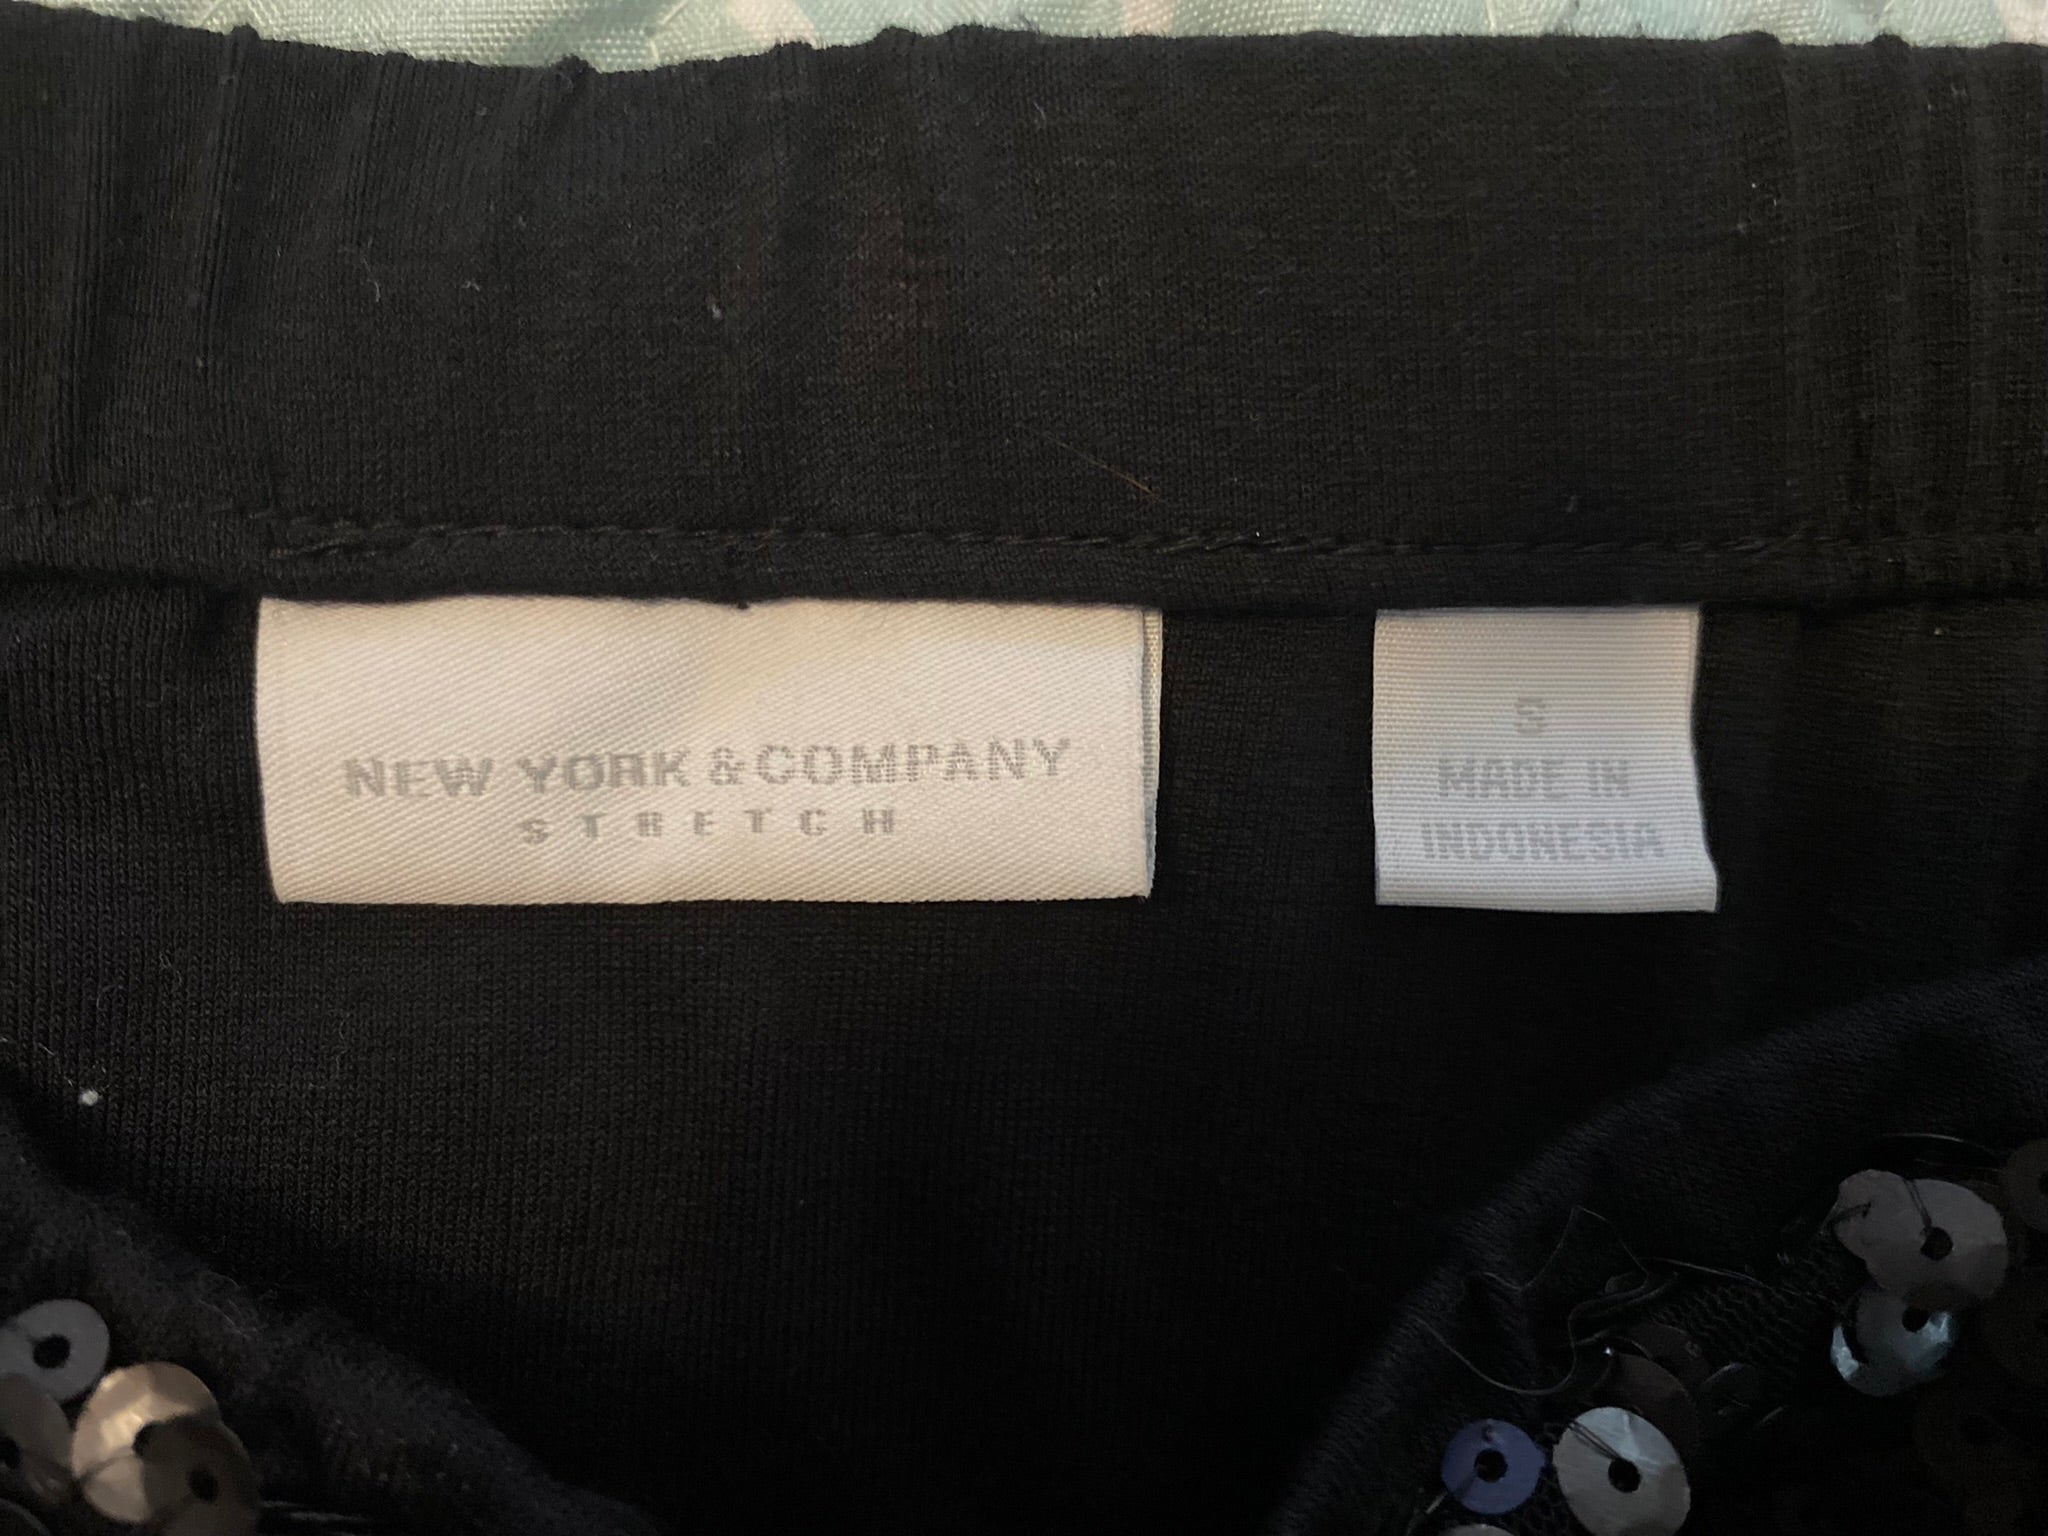 NEW YORK & COMPANY
STRETCH
S
MADE IN
INDONESIA